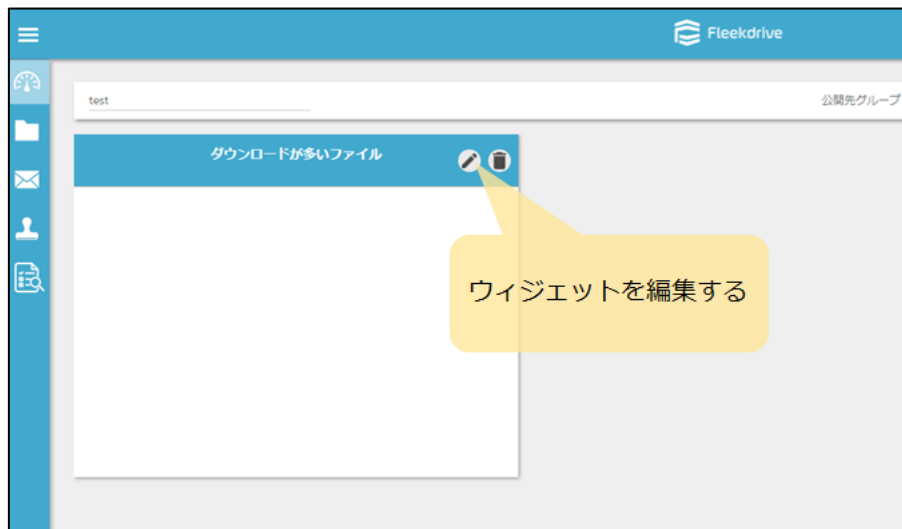 Fleekdrive
test
公開先グループ
ダウンロードが多いファイル
ウィジェットを編集する